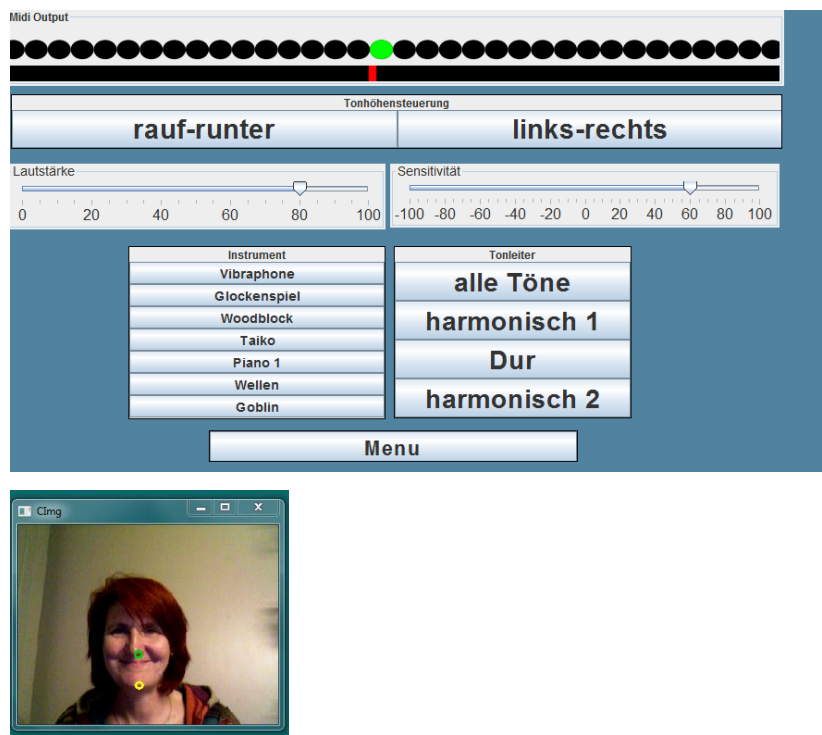 Midi Output
Tonhöhensteuerung
rauf-runter links-rechts
Lautstärke Sensitivität
0 20 40 60 80 100 -100 -80 -60 -40 -20 0 20 40 60 80 100
Instrument Tonleiter
Vibraphone
Glockenspiel
Woodblock
Taiko
Piano 1
Wellen
Goblin
alle Töne
harmonisch 1
Dur
harmonisch 2
Menu
CImg